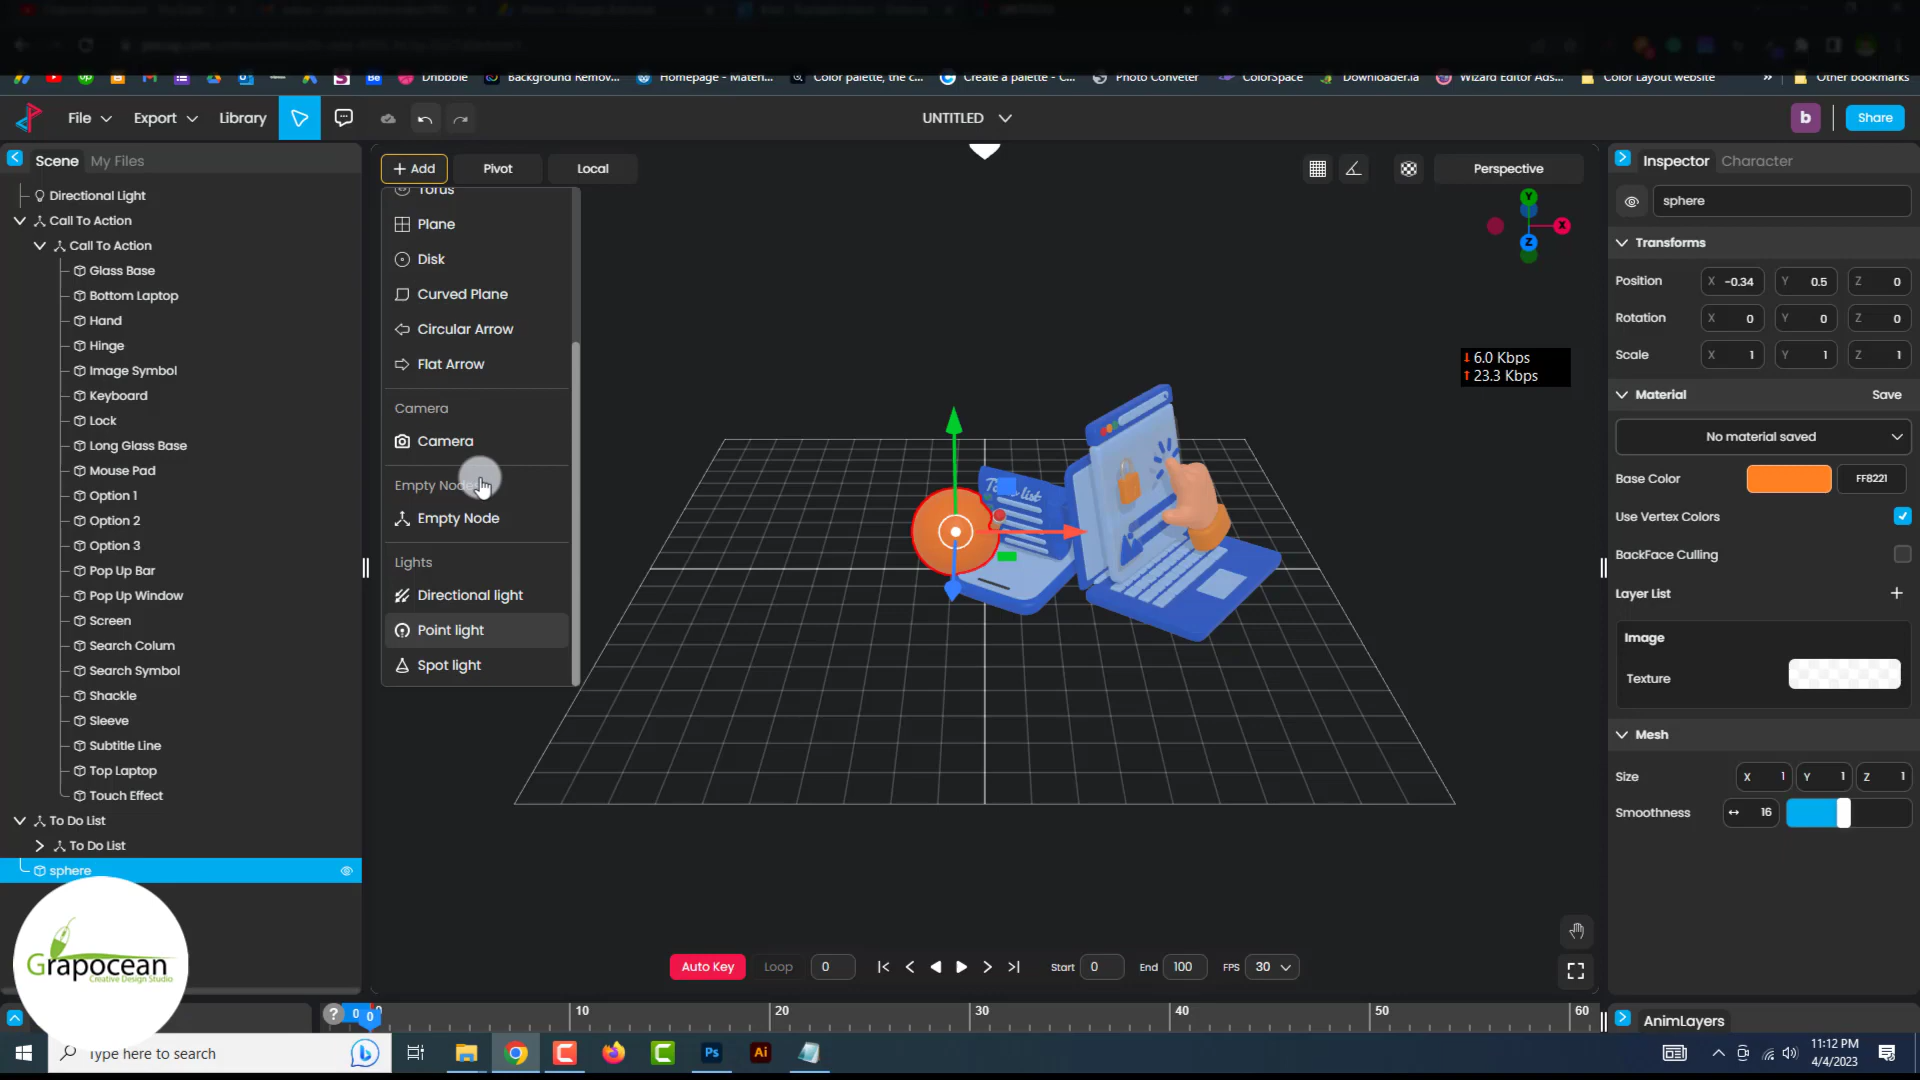 Dribbble
Background Remov...
Homepage - Materi...
Color palette, the c...
Create a palette - C...
Photo Conveter
ColorSpace
Downloader.la
Wizard Editor Ads...
Color Layout website
»
Other bookmarks
File
Export
Library
UNTITLED
b
Share
Scene
My Files
+ Add
Pivot
Local
Perspective
Inspector
Character
Directional Light
Call To Action
Call To Action
Glass Base
Bottom Laptop
Hand
Hinge
Image Symbol
Keyboard
Lock
Long Glass Base
Mouse Pad
Option 1
Option 2
Option 3
Pop Up Bar
Pop Up Window
Screen
Search Colum
Search Symbol
Shackle
Sleeve
Subtitle Line
Top Laptop
Touch Effect
To Do List
To Do List
sphere
Grapocean
Creative Design Studio
Torus
Plane
Disk
Curved Plane
Circular Arrow
Flat Arrow
Camera
Camera
Empty Node
Empty Node
Lights
Directional light
Point light
Spot light
Y
X
Z
6.0 Kbps
23.3 Kbps
sphere
Transforms
Position X -0.34 Y 0.5 Z 0
Rotation X 0 Y 0 Z 0
Scale X 1 Y 1 Z 1
Material Save
No material saved
Base Color FF8221
Use Vertex Colors
BackFace Culling
Layer List +
Image
Texture
Mesh
Size X 1 Y 1 Z 1
Smoothness 16
Auto Key Loop 0 Start 0 End 100 FPS 30
? 0 0 10 20 30 40 50 60
AnimLayers
Type here to search
Ps
Ai
11:12 PM
4/4/2023